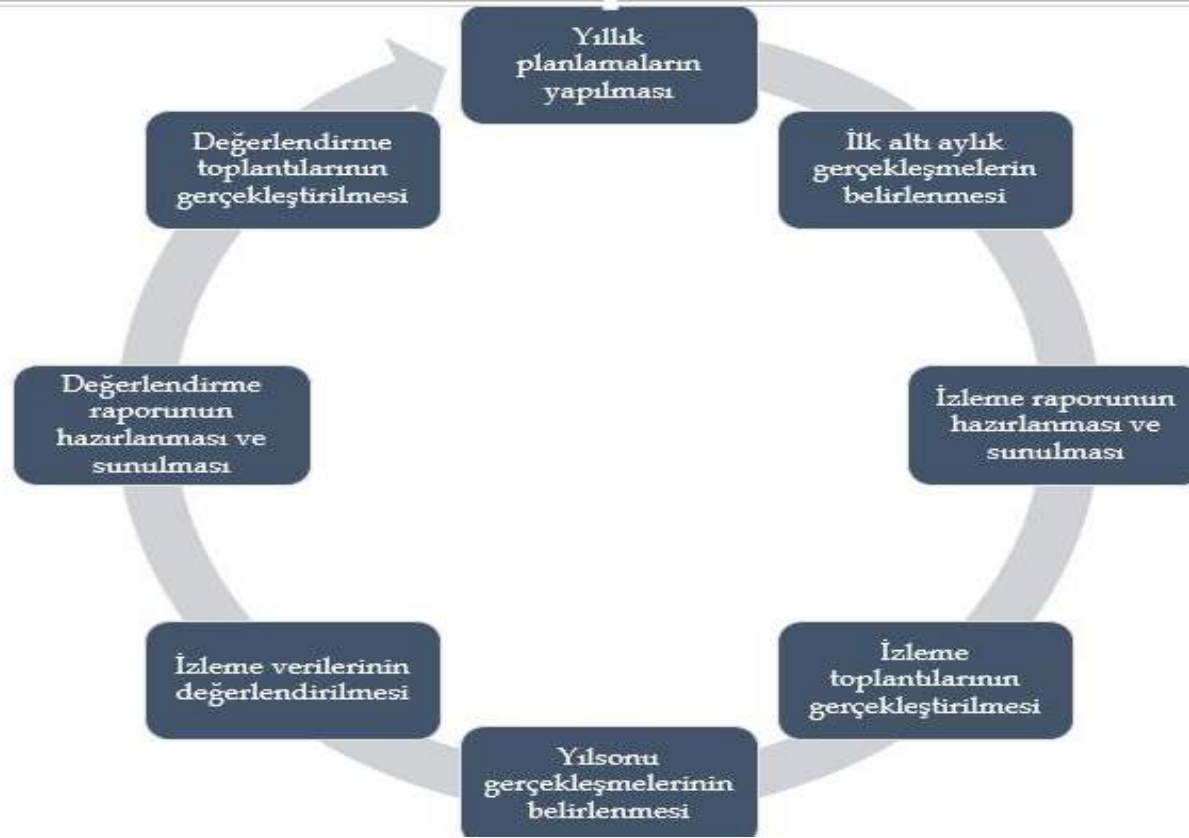 Yıllık
planlamaların
yapılması
İlk altı aylık
gerçekleşmelerin
belirlenmesi
İzleme raporunun
hazırlanması ve
sunulması
İzleme
toplantılarının
gerçekleştirilmesi
Yılsonu
gerçekleşmelerinin
belirlenmesi
İzleme verilerinin
değerlendirilmesi
Değerlendirme
raporunun
hazırlanması ve
sunulması
Değerlendirme
toplantılarının
gerçekleştirilmesi